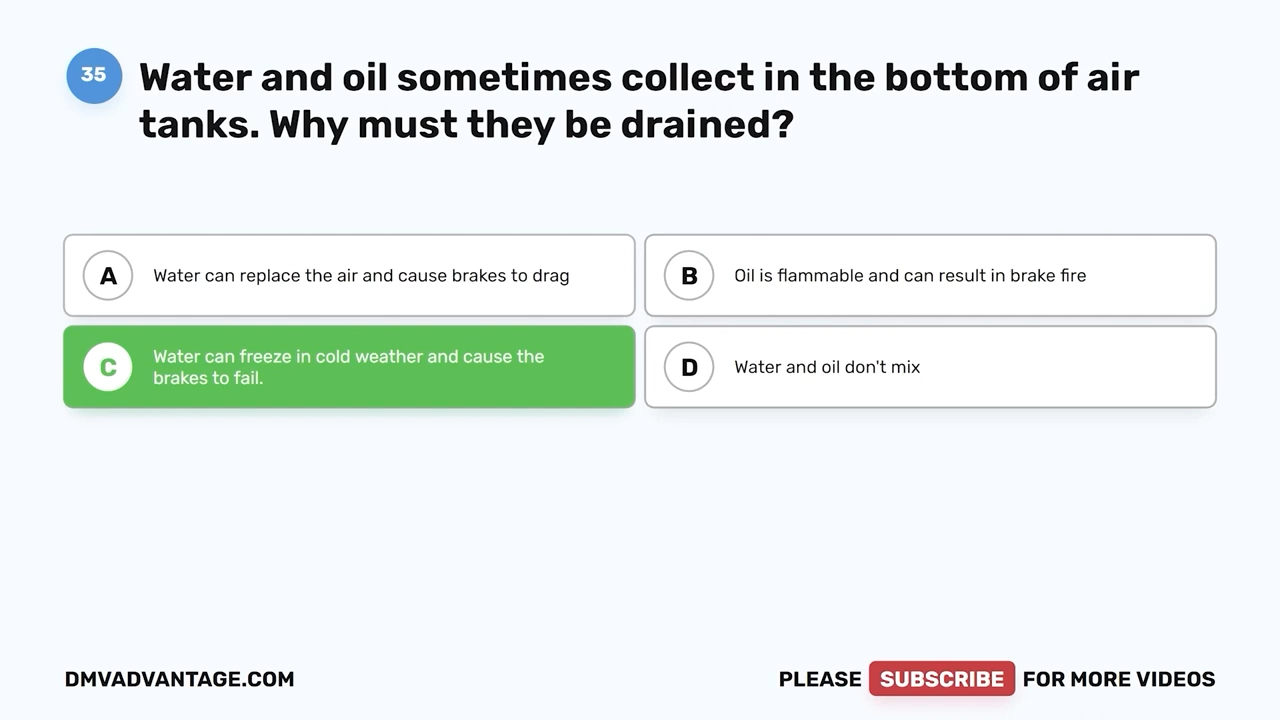 35
Water and oil sometimes collect in the bottom of air
tanks. Why must they be drained?
A
Water can replace the air and cause brakes to drag
B
Oil is flammable and can result in brake fire
C
Water can freeze in cold weather and cause the
brakes to fail.
D
Water and oil don't mix
DMVADVANTAGE.COM
PLEASE SUBSCRIBE FOR MORE VIDEOS